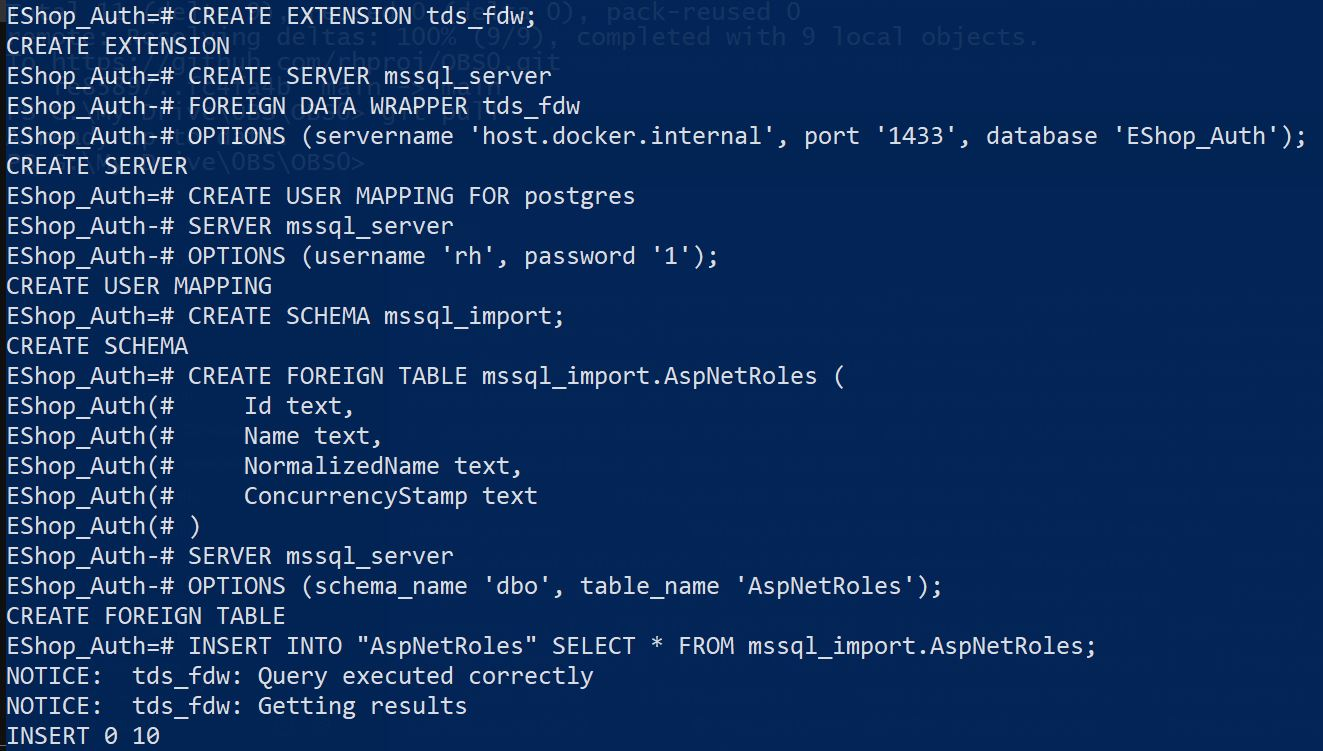 EShop_Auth=# CREATE EXTENSION tds_fdw;
CREATE EXTENSION
EShop_Auth=# CREATE SERVER mssql_server
EShop_Auth-# FOREIGN DATA WRAPPER tds_fdw
EShop_Auth-# OPTIONS (servername 'host.docker.internal', port '1433', database 'EShop_Auth');
CREATE SERVER
EShop_Auth=# CREATE USER MAPPING FOR postgres
EShop_Auth-# SERVER mssql_server
EShop_Auth-# OPTIONS (username 'rh', password '1');
CREATE USER MAPPING
EShop_Auth=# CREATE SCHEMA mssql_import;
CREATE SCHEMA
EShop_Auth=# CREATE FOREIGN TABLE mssql_import.AspNetRoles (
EShop_Auth(#     Id text,
EShop_Auth(#     Name text,
EShop_Auth(#     NormalizedName text,
EShop_Auth(#     ConcurrencyStamp text
EShop_Auth(# )
EShop_Auth-# SERVER mssql_server
EShop_Auth-# OPTIONS (schema_name 'dbo', table_name 'AspNetRoles');
CREATE FOREIGN TABLE
EShop_Auth=# INSERT INTO "AspNetRoles" SELECT * FROM mssql_import.AspNetRoles;
NOTICE:  tds_fdw: Query executed correctly
NOTICE:  tds_fdw: Getting results
INSERT 0 10